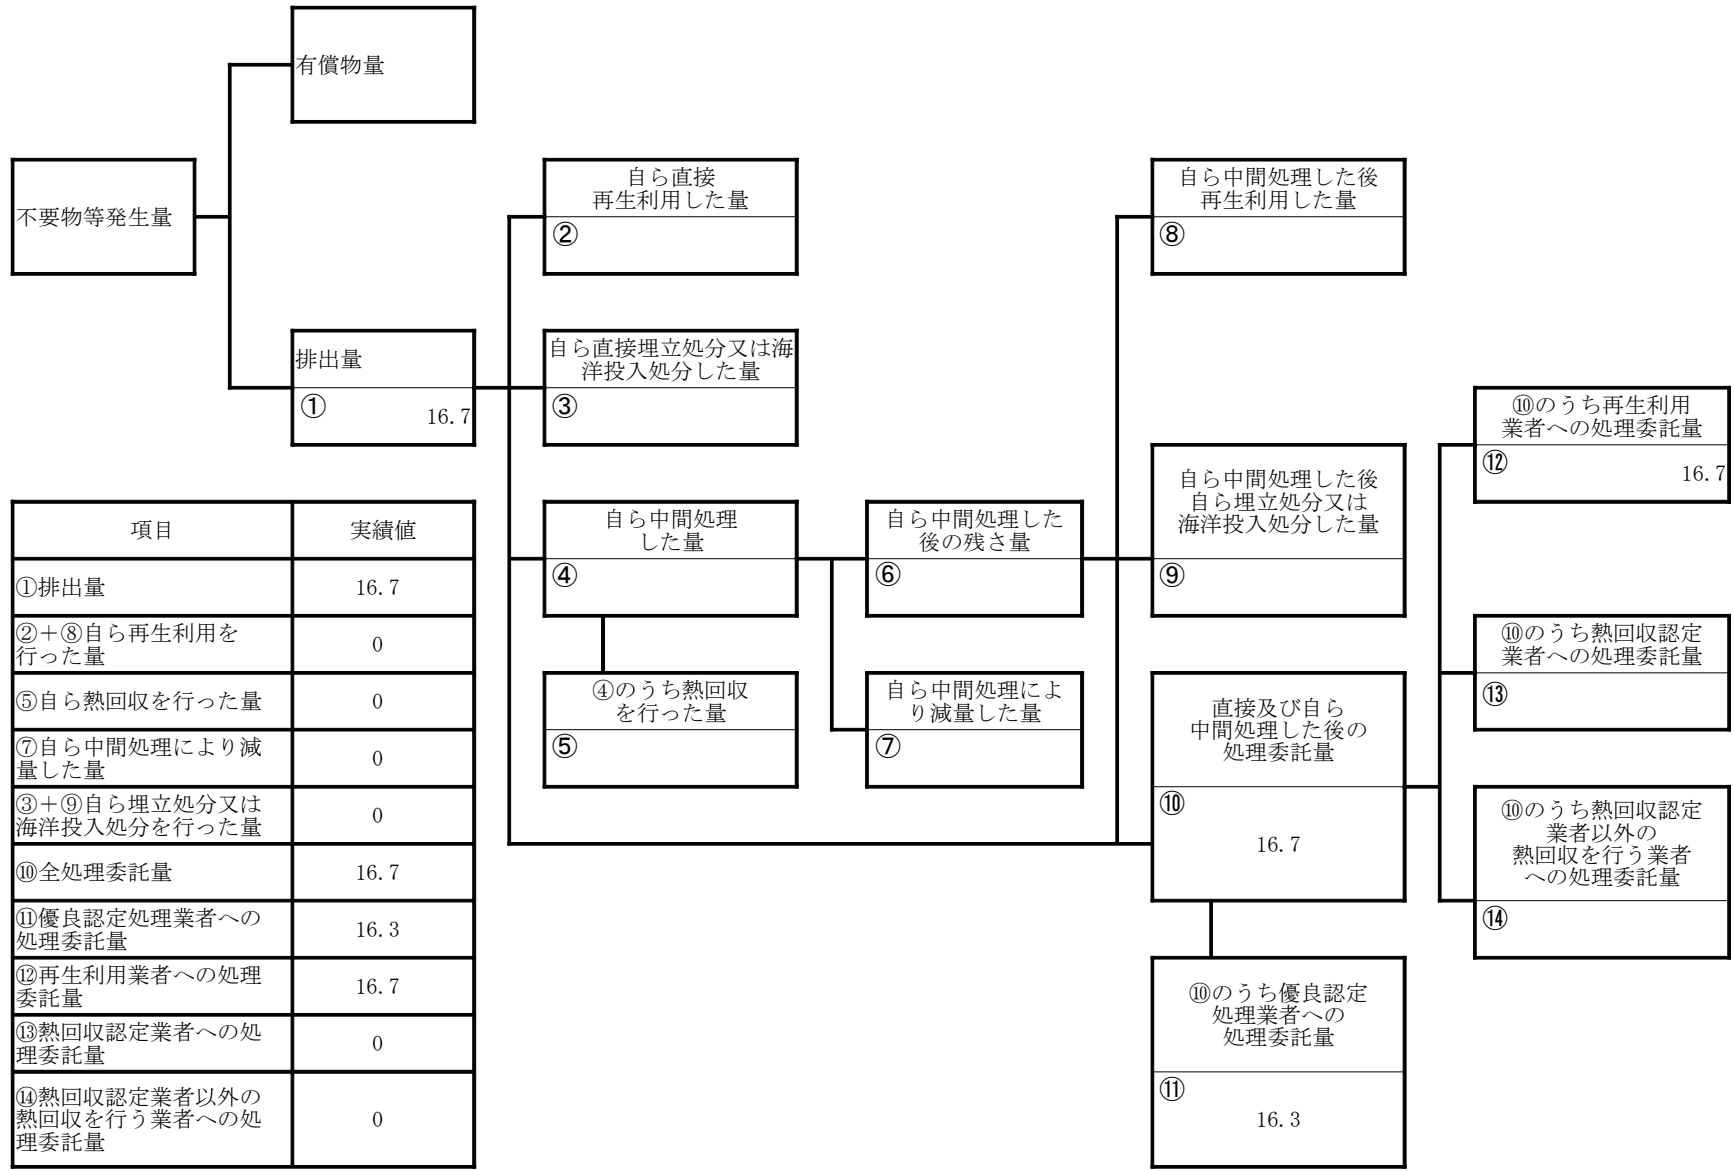 有償物量
不要物等発生量
排出量
①
16.7
自ら直接
再生利用した量
②
自ら直接埋立処分又は海
洋投入処分した量
③
自ら中間処理
した量
④
④のうち熱回収
を行った量
⑤
自ら中間処理した
後の残さ量
⑥
自ら中間処理によ
り減量した量
⑦
自ら中間処理した後
再生利用した量
⑧
自ら中間処理した後
自ら埋立処分又は
海洋投入処分した量
⑨
直接及び自ら
中間処理した後の
処理委託量
⑩
16.7
⑩のうち優良認定
処理業者への
処理委託量
⑪
16.3
⑩のうち再生利用
業者への処理委託量
⑫
16.7
⑩のうち熱回収認定
業者への処理委託量
⑬
⑩のうち熱回収認定
業者以外の
熱回収を行う業者
への処理委託量
⑭
項目 実績値
①排出量 16.7
②+⑧自ら再生利用を
行った量 0
⑤自ら熱回収を行った量 0
⑦自ら中間処理により減
量した量 0
③+⑨自ら埋立処分又は
海洋投入処分を行った量 0
⑩全処理委託量 16.7
⑪優良認定処理業者への
処理委託量 16.3
⑫再生利用業者への処理
委託量 16.7
⑬熱回収認定業者への処
理委託量 0
⑭熱回収認定業者以外の
熱回収を行う業者への処
理委託量 0